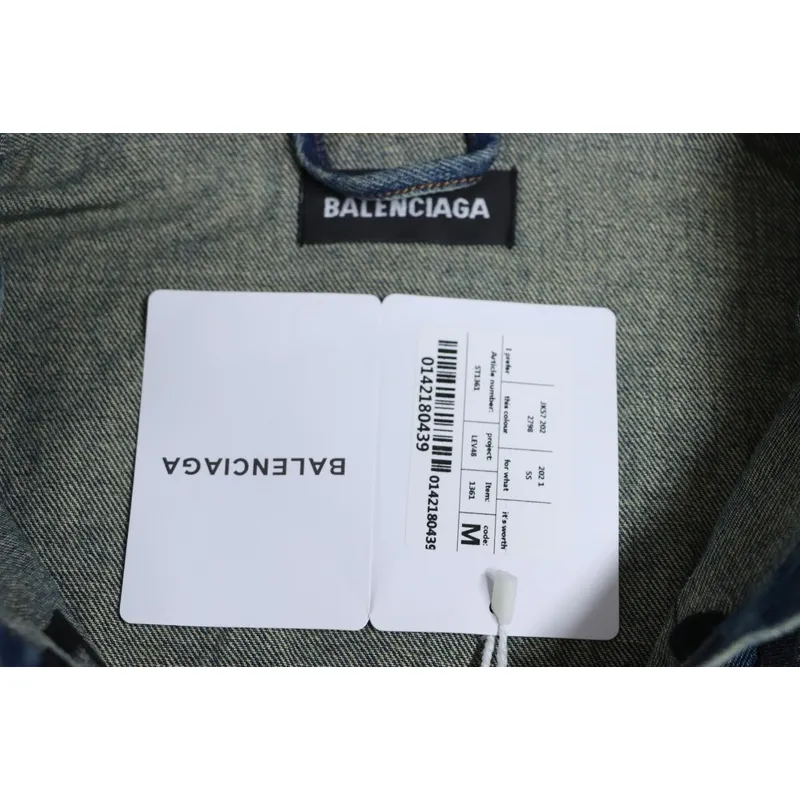 BALENCIAGA
BALENCIAGA
0142180439
0142180439
Article number:
ST1361
project:
LEV48
Item:
1361
code:
M
I prefer
this colour
for what
it's worth
JK57 202
2798
202 1
SS